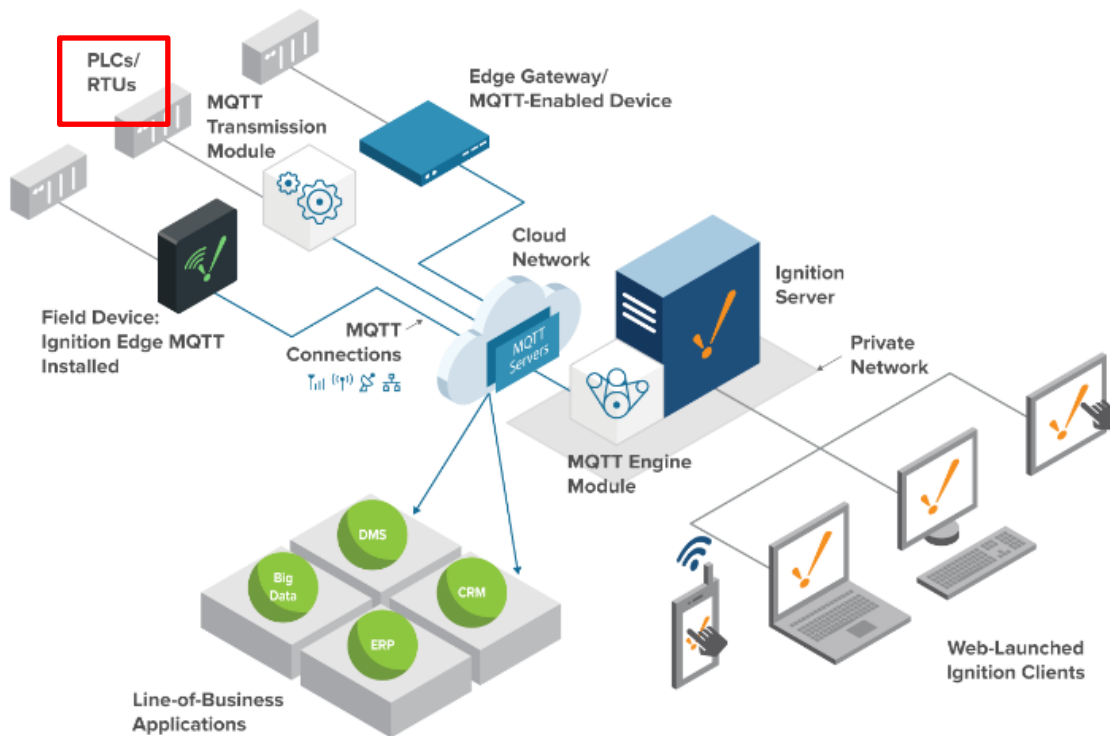 PLCs/
RTUs
Edge Gateway/
MQTT-Enabled Device
MQTT
Transmission
Module
Cloud
Network
Ignition
Server
Field Device:
Ignition Edge MQTT
Installed
MQTT
Connections
MQTT
Servers
Private
Network
MQTT Engine
Module
DMS
Big
Data
CRM
ERP
Web-Launched
Ignition Clients
Line-of-Business
Applications